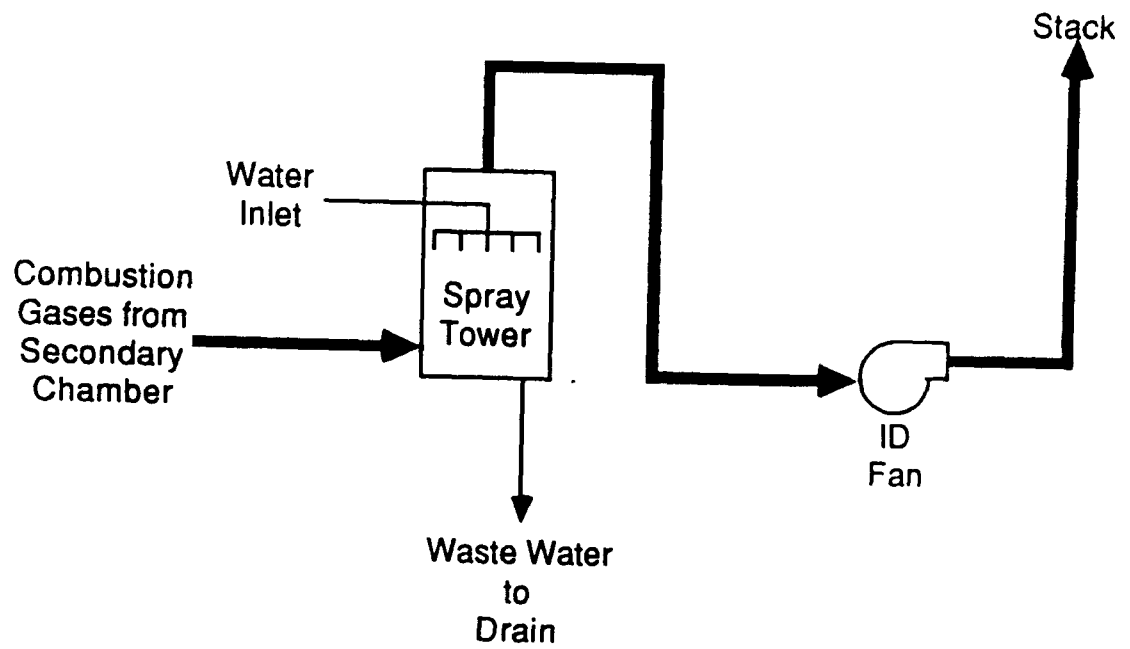 Stack
Water
Inlet
Combustion
Gases from
Secondary
Chamber
Spray
Tower
ID
Fan
Waste Water
to
Drain